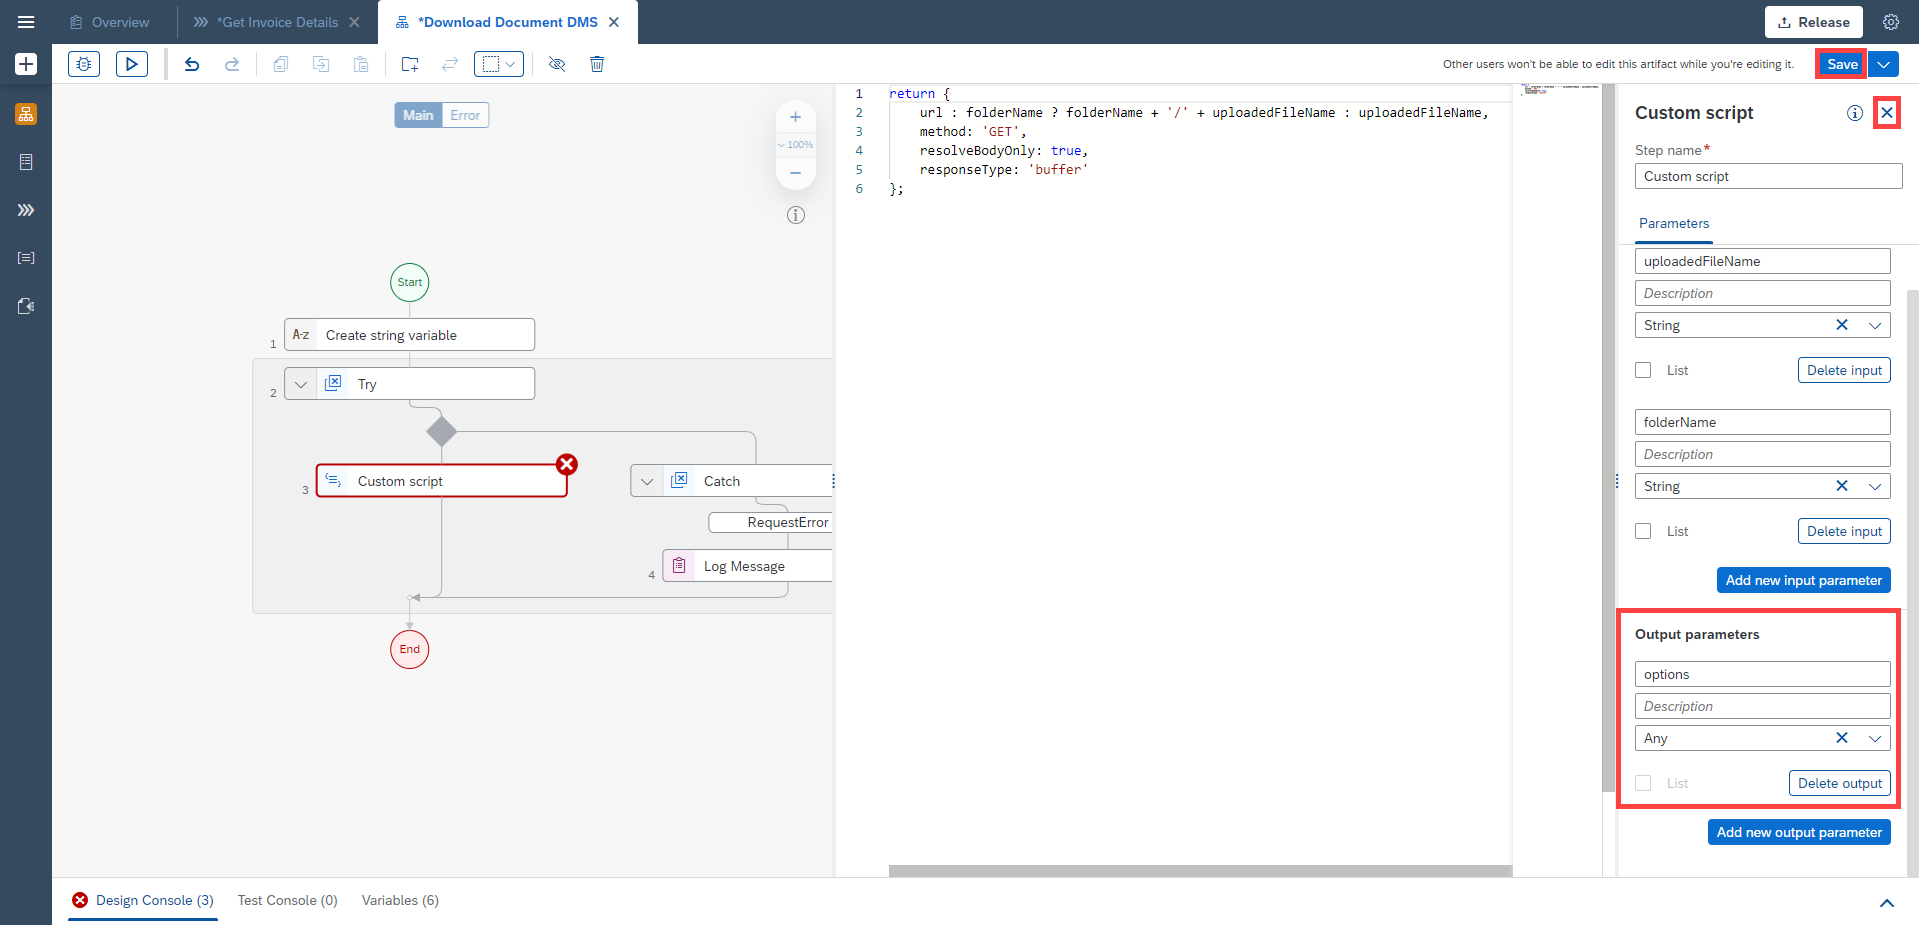 Overview
*Get Invoice Details
*Download Document DMS
Release
Other users won't be able to edit this artifact while you're editing it.
Save
Main
Error
100%
Start
1
A-z
Create string variable
2
Try
3
Custom script
Catch
RequestError
4
Log Message
End
1 return {
2 url : folderName ? folderName + '/' + uploadedFileName : uploadedFileName,
3 method: 'GET',
4 resolveBodyOnly: true,
5 responseType: 'buffer'
6 };
Custom script
Step name*
Custom script
Parameters
uploadedFileName
Description
String
List
Delete input
folderName
Description
String
List
Delete input
Add new input parameter
Output parameters
options
Description
Any
List
Delete output
Add new output parameter
Design Console (3)
Test Console (0)
Variables (6)